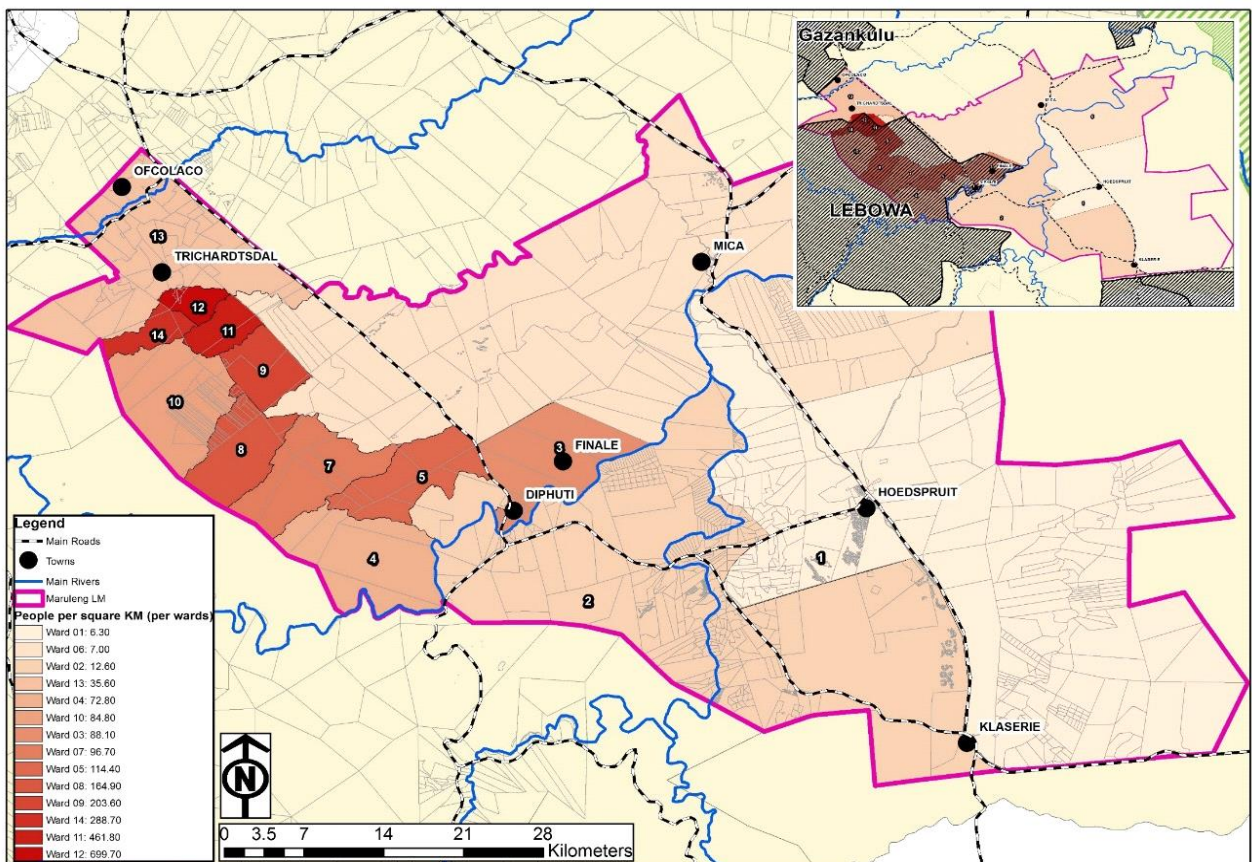 OFCOLACO
13
TRICHARDTSDAL
12
14
11
9
10
8
7
5
3
FINALE
DIPHUTI
4
2
MICA
HOEDSPRUIT
1
KLASERIE
Gazankulu
LEBOWA
OFCOLACO
TRICHARDTSDAL
MICA
HOEDSPRUIT
KLASERIE
Legend
Main Roads
Towns
Main Rivers
Maruleng LM
People per square KM (per wards)
Ward 01: 6.30
Ward 06: 7.00
Ward 02: 12.60
Ward 13: 35.60
Ward 04: 72.80
Ward 10: 84.80
Ward 03: 88.10
Ward 07: 96.70
Ward 05: 114.40
Ward 08: 164.90
Ward 09: 203.60
Ward 14: 288.70
Ward 11: 461.80
Ward 12: 699.70
N
0 3.5 7 14 21 28
Kilometers